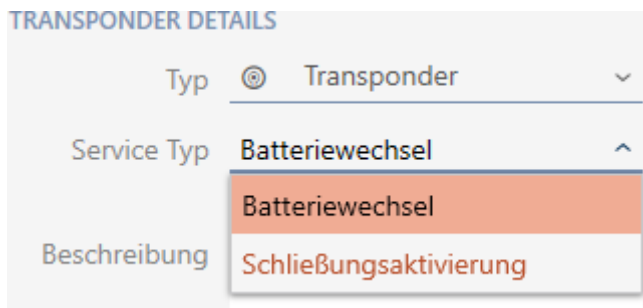 TRANSPONDER DETAILS
Typ Transponder
Service Typ Batteriewechsel
Batteriewechsel
Beschreibung
Schließungsaktivierung